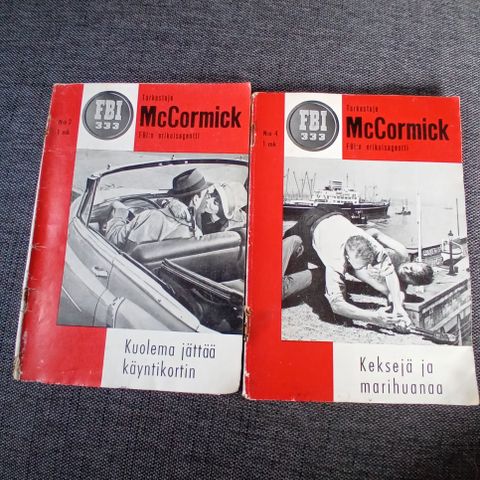 FBI
333
Tarkastaja
No 2
McCormick
1 mk
FBI:n erikoisagentti
Kuolema jättää
käyntikortin
FBI
333
Tarkastaja
No 4
McCormick
1 mk
FBI:n erikoisagentti
Keksejä ja
marihuanaa